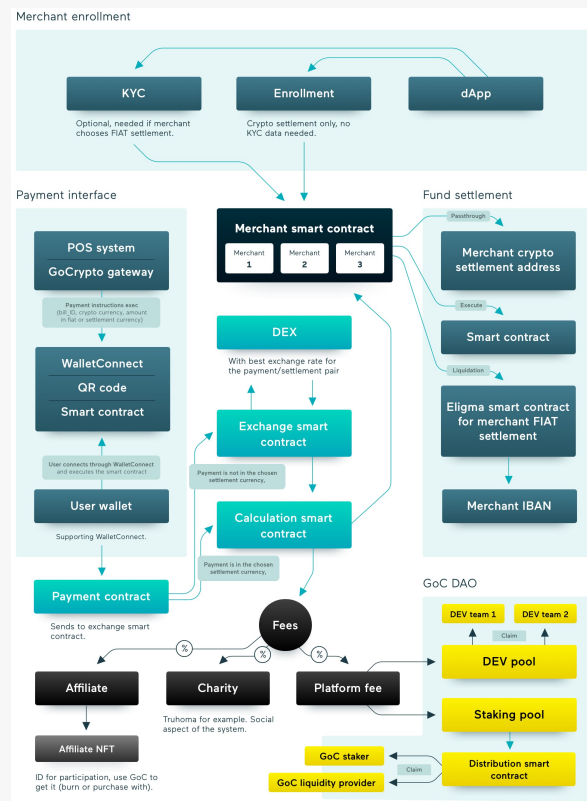 Merchant enrollment
KYC
Enrollment
dApp
Optional, needed if merchant
chooses FIAT settlement.
Crypto settlement only, no
KYC data needed.
Payment interface
POS system
GoCrypto gateway
Payment instructions exec
(bill_ID, crypto currency, amount
in fiat or settlement currency)
WalletConnect
QR code
Smart contract
User connects through WalletConnect
and executes the smart contract
User wallet
Supporting WalletConnect.
Payment contract
Sends to exchange smart
contract.
Merchant smart contract
Merchant
1
Merchant
2
Merchant
3
DEX
With best exchange rate for
the payment/settlement pair
Exchange smart
contract
Payment is not in the chosen
settlement currency,
Calculation smart
contract
Payment is in the chosen
settlement currency,
Fund settlement
Passthrough
Merchant crypto
settlement address
Execute
Smart contract
Liquidation
Eligma smart contract
for merchant FIAT
settlement
Merchant IBAN
Fees
%
%
%
Affiliate
Charity
Platform fee
Truhoma for example. Social
aspect of the system.
Affiliate NFT
ID for participation, use GoC to
get it (burn or purchase with).
GoC DAO
DEV team 1
DEV team 2
Claim
DEV pool
Staking pool
Distribution smart
contract
Claim
GoC staker
GoC liquidity provider